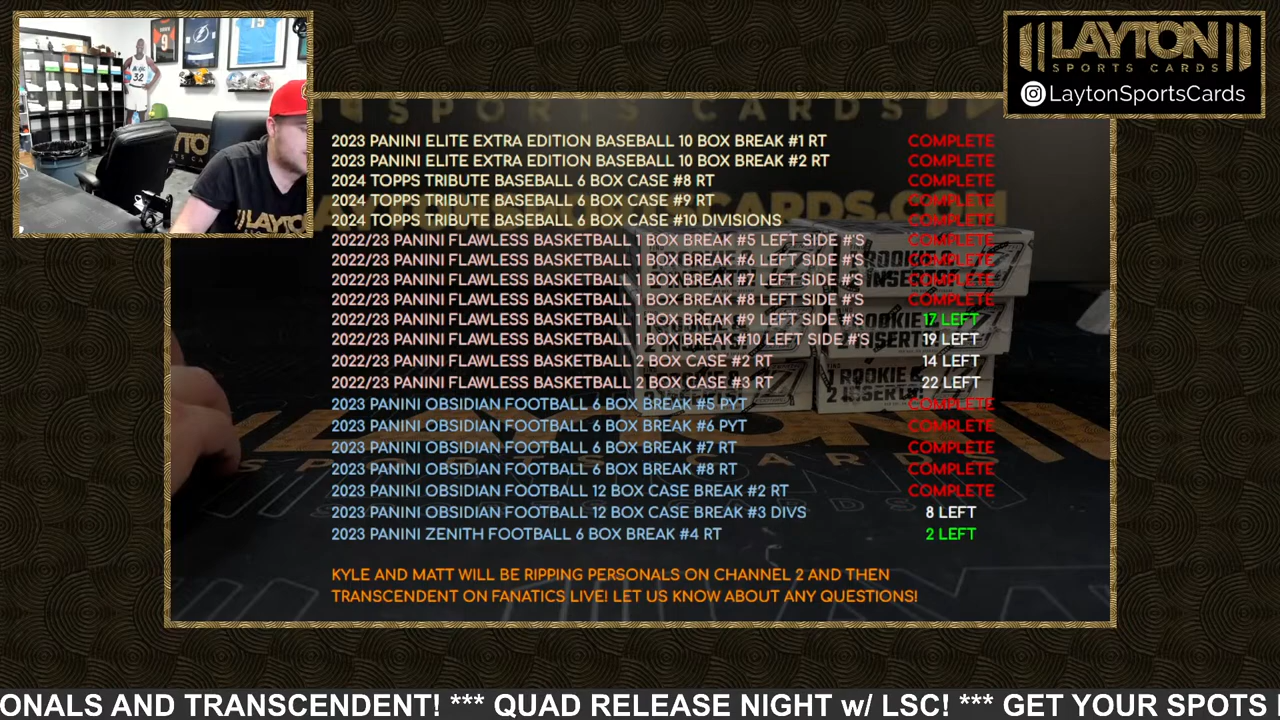 LAYTON
SPORTS CARDS
LaytonSportsCards
2023 PANINI ELITE EXTRA EDITION BASEBALL 10 BOX BREAK #1 RT COMPLETE
2023 PANINI ELITE EXTRA EDITION BASEBALL 10 BOX BREAK #2 RT COMPLETE
2024 TOPPS TRIBUTE BASEBALL 6 BOX CASE #8 RT COMPLETE
2024 TOPPS TRIBUTE BASEBALL 6 BOX CASE #9 RT COMPLETE
2024 TOPPS TRIBUTE BASEBALL 6 BOX CASE #10 DIVISIONS COMPLETE
2022/23 PANINI FLAWLESS BASKETBALL 1 BOX BREAK #5 LEFT SIDE #'S COMPLETE
2022/23 PANINI FLAWLESS BASKETBALL 1 BOX BREAK #6 LEFT SIDE #'S COMPLETE
2022/23 PANINI FLAWLESS BASKETBALL 1 BOX BREAK #7 LEFT SIDE #'S COMPLETE
2022/23 PANINI FLAWLESS BASKETBALL 1 BOX BREAK #8 LEFT SIDE #'S COMPLETE
2022/23 PANINI FLAWLESS BASKETBALL 1 BOX BREAK #9 LEFT SIDE #'S 17 LEFT
2022/23 PANINI FLAWLESS BASKETBALL 1 BOX BREAK #10 LEFT SIDE #'S 19 LEFT
2022/23 PANINI FLAWLESS BASKETBALL 2 BOX CASE #2 RT 14 LEFT
2022/23 PANINI FLAWLESS BASKETBALL 2 BOX CASE #3 RT 22 LEFT
2023 PANINI OBSIDIAN FOOTBALL 6 BOX BREAK #5 PYT COMPLETE
2023 PANINI OBSIDIAN FOOTBALL 6 BOX BREAK #6 PYT COMPLETE
2023 PANINI OBSIDIAN FOOTBALL 6 BOX BREAK #7 RT COMPLETE
2023 PANINI OBSIDIAN FOOTBALL 6 BOX BREAK #8 RT COMPLETE
2023 PANINI OBSIDIAN FOOTBALL 12 BOX CASE BREAK #2 RT COMPLETE
2023 PANINI OBSIDIAN FOOTBALL 12 BOX CASE BREAK #3 DIVS 8 LEFT
2023 PANINI ZENITH FOOTBALL 6 BOX BREAK #4 RT 2 LEFT
KYLE AND MATT WILL BE RIPPING PERSONALS ON CHANNEL 2 AND THEN
TRANSCENDENT ON FANATICS LIVE! LET US KNOW ABOUT ANY QUESTIONS!
ONALS AND TRANSCENDENT! *** QUAD RELEASE NIGHT w/ LSC! *** GET YOUR SPOTS